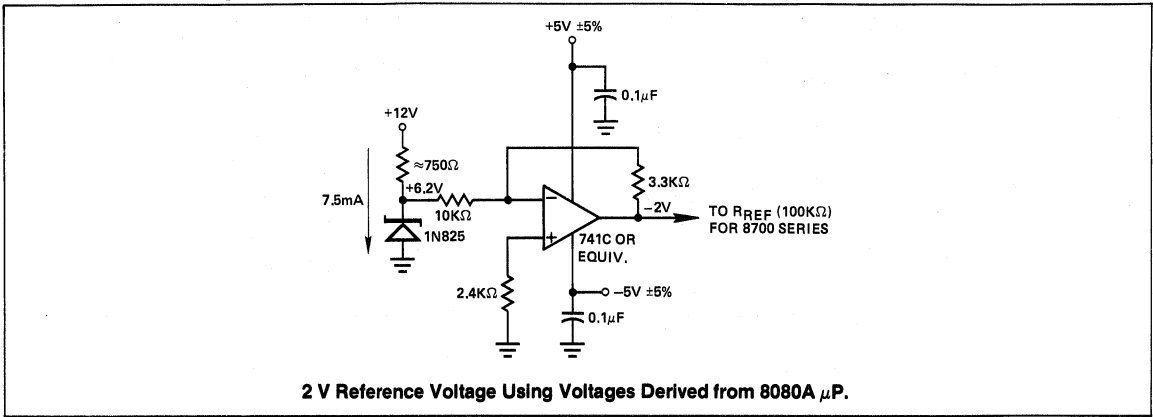 +5V ±5%
0.1µF
+12V
≈750Ω
+6.2V
7.5mA
10KΩ
1N825
3.3KΩ
−
+
−2V
TO RREF (100KΩ)
FOR 8700 SERIES
741C OR
EQUIV.
2.4KΩ
−5V ±5%
0.1µF
2 V Reference Voltage Using Voltages Derived from 8080A µP.